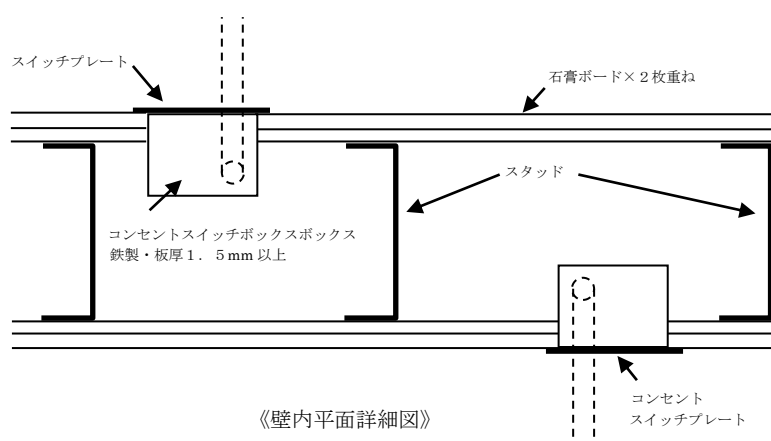 スイッチプレート
石膏ボード×２枚重ね
スタッド
コンセントスイッチボックスボックス
鉄製・板厚１．５mm 以上
コンセント
スイッチプレート
《壁内平面詳細図》